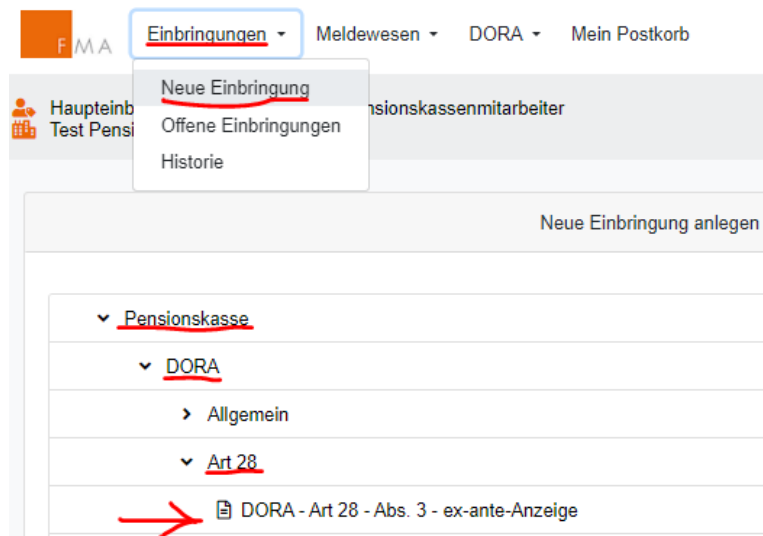 FMA Einbringungen Meldewesen DORA Mein Postkorb
Neue Einbringung
Offene Einbringungen
Historie
Haupteinb nsionskassenmitarbeiter
Test Pensi
Neue Einbringung anlegen
Pensionskasse
DORA
Allgemein
Art 28
DORA - Art 28 - Abs. 3 - ex-ante-Anzeige